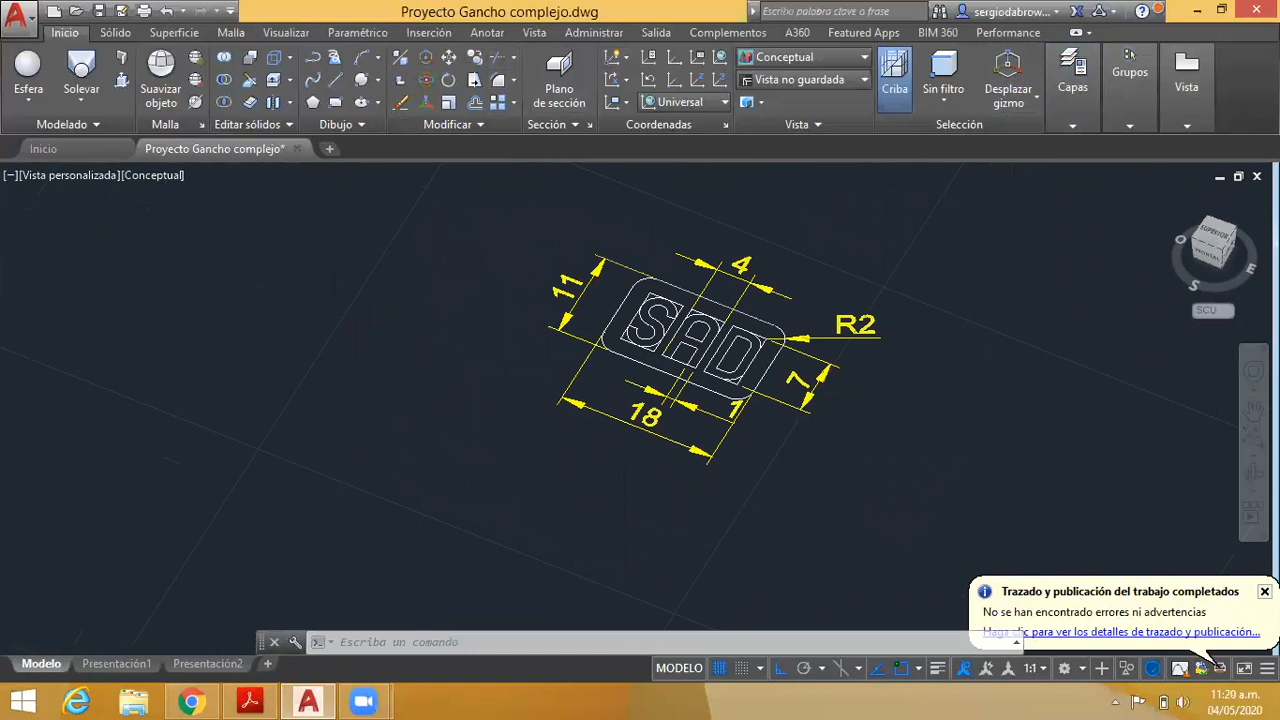 Proyecto Gancho complejo.dwg
Escriba palabra clave o frase
sergiodabrow...
Inicio Sólido Superficie Malla Visualizar Paramétrico Inserción Anotar Vista Administrar Salida Complementos A360 Featured Apps BIM 360 Performance
Esfera
Solevar
Suavizar
objeto
Plano
de sección
Universal
Conceptual
Vista no guardada
Criba
Sin filtro
Desplazar
gizmo
Capas
Grupos
Vista
Modelado
Malla
Editar sólidos
Dibujo
Modificar
Sección
Coordenadas
Vista
Selección
Inicio
Proyecto Gancho complejo*
[−][Vista personalizada][Conceptual]
SUPERIOR
O
E
S
SCU
11
4
SAD
R2
7
18
1
Trazado y publicación del trabajo completados
No se han encontrado errores ni advertencias
Haga clic para ver los detalles de trazado y publicación...
Escriba un comando
Modelo Presentación1 Presentación2
MODELO
1:1
11:20 a.m.
04/05/2020